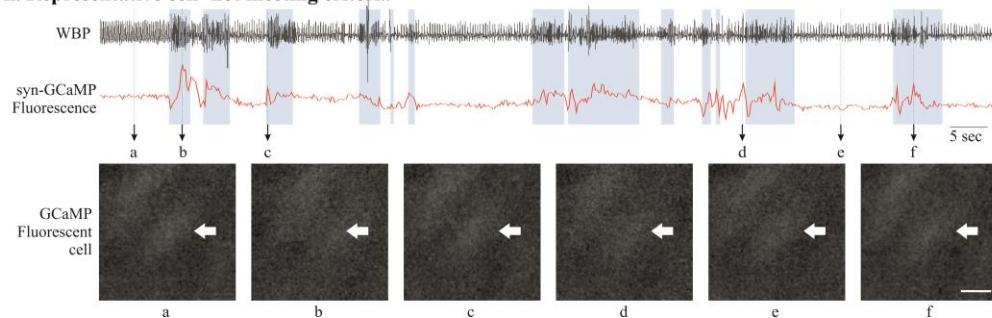 WBP
syn-GCaMP
Fluorescence
a b c d e f
5 sec
GCaMP
Fluorescent
cell
a b c d e f